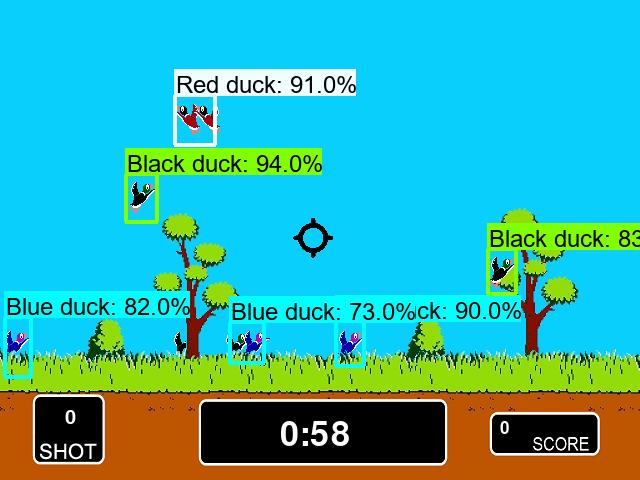 Red duck: 91.0%
Black duck: 94.0%
Black duck: 83
Blue duck: 82.0%
Blue duck: 73.0%
ck: 90.0%
0
SHOT
0:58
0
SCORE